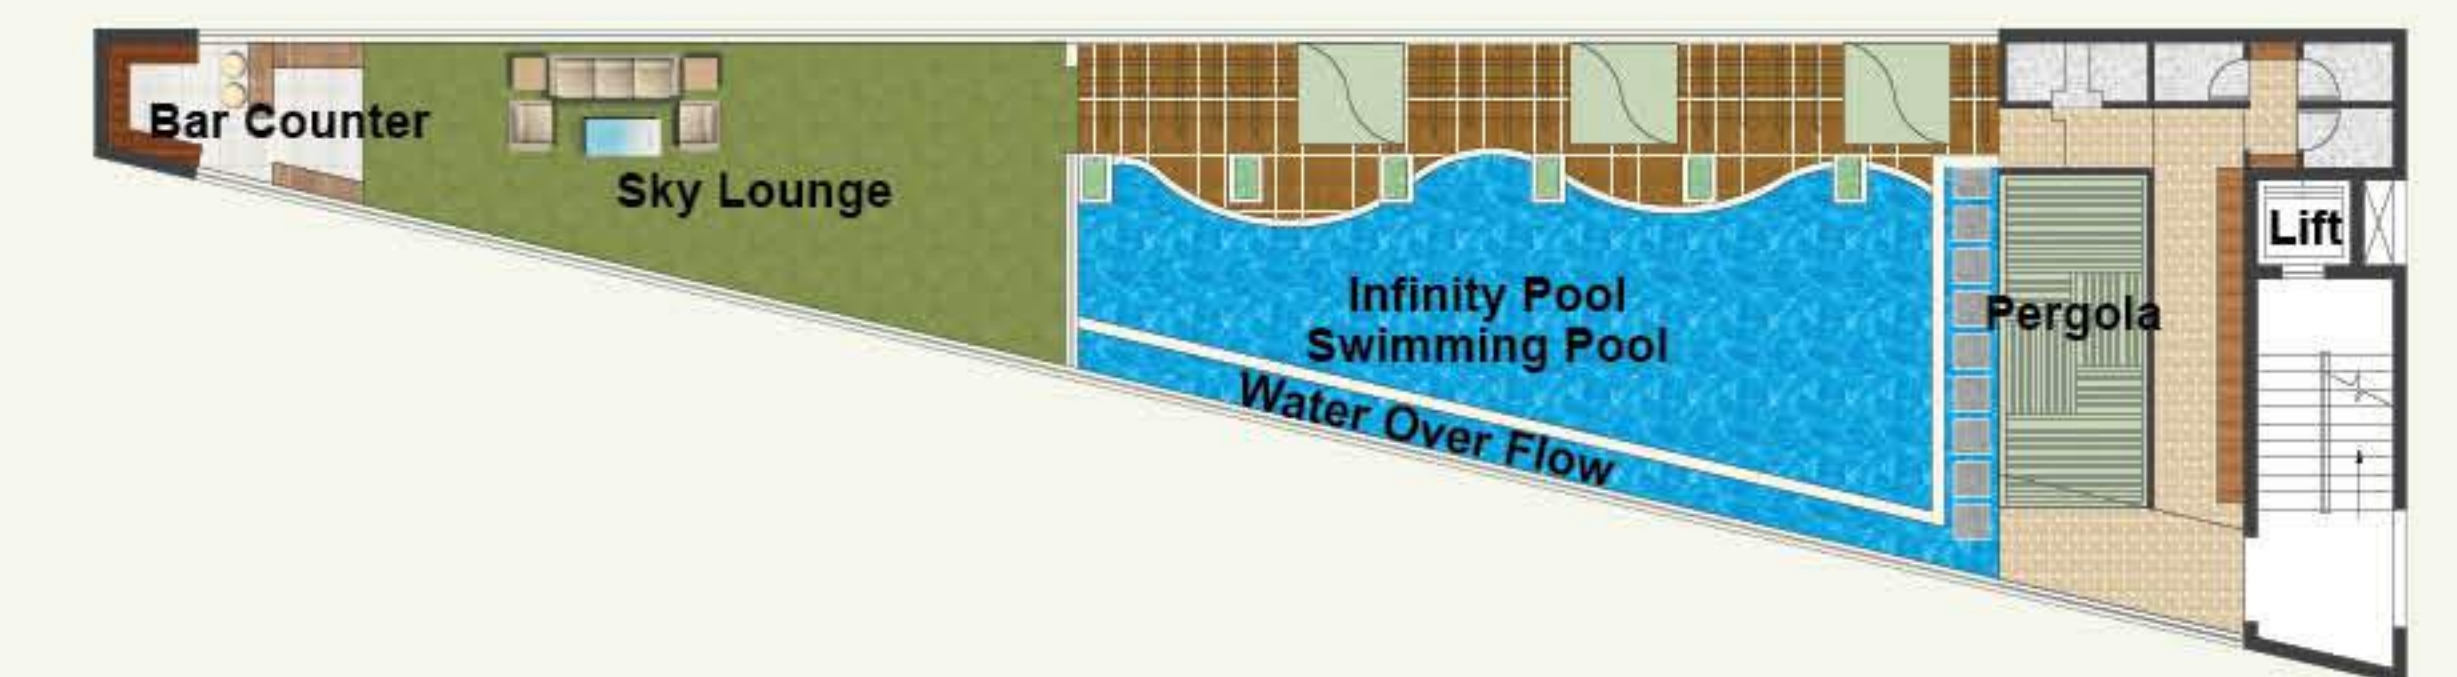 Bar Counter
Sky Lounge
Infinity Pool
Swimming Pool
Water Over Flow
Pergola
Lift